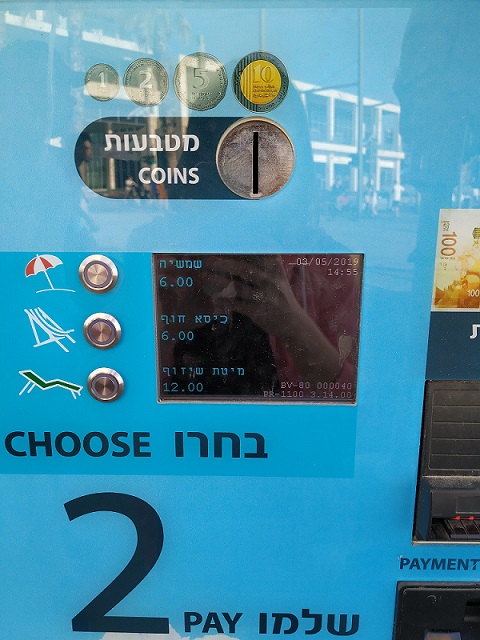 1 2 5 10
מטבעות
COINS
שמשיה
03/05/2019
6.00
14:55
כיסא חוף
6.00
100
100
מיטת שיזוף
12.00
BV-80 000040
PR-1100 3.14.00
CHOOSE בחרו
PAYMENT
2
PAY שלמו